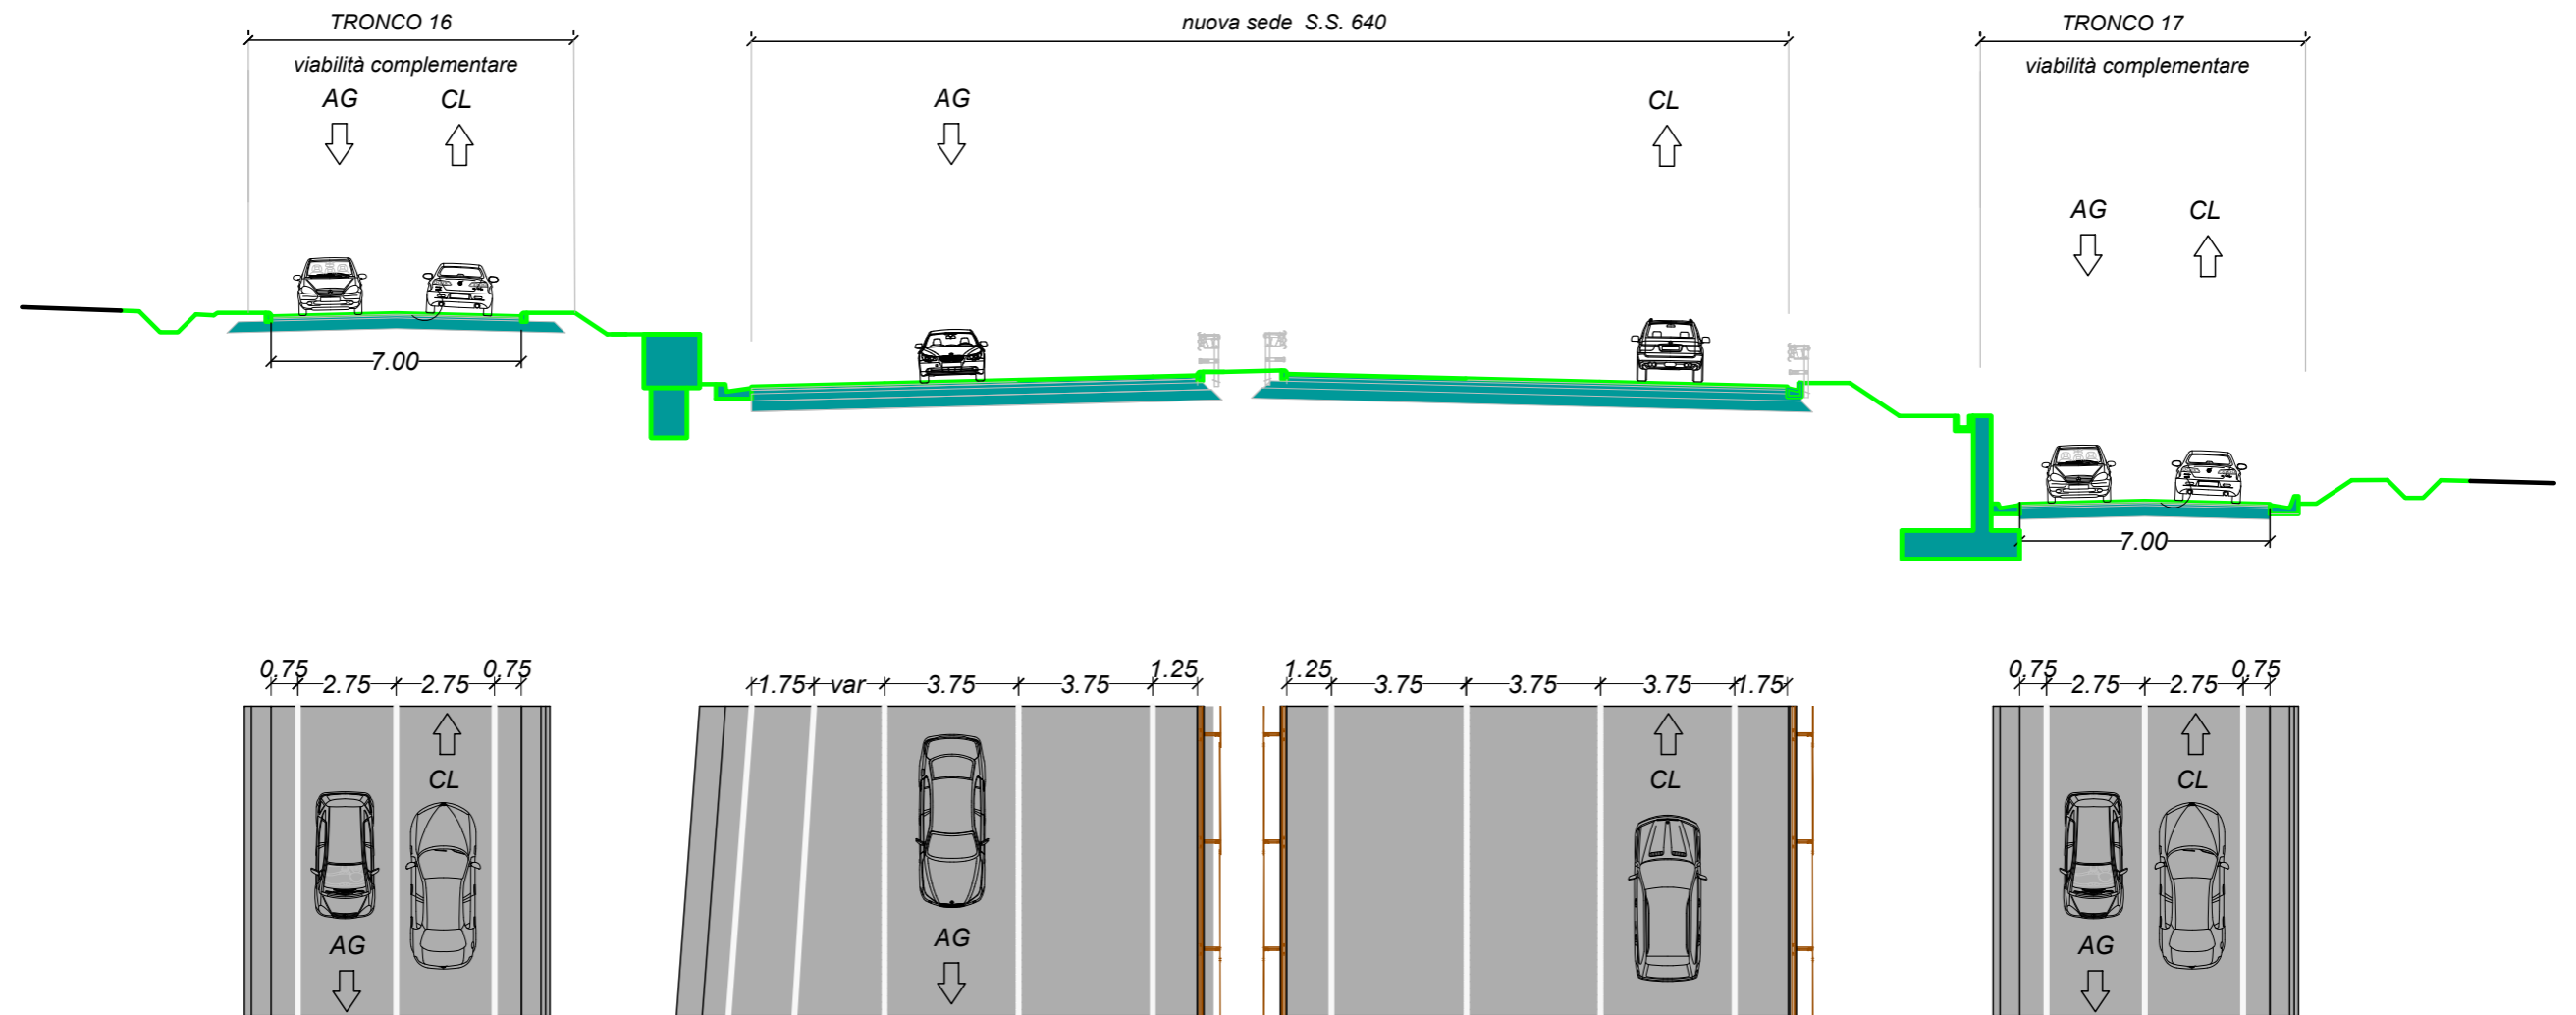 TRONCO 16
nuova sede S.S. 640
TRONCO 17
viabilità complementare
viabilità complementare
AG CL
AG
CL
AG CL
7.00
7.00
0.75 2.75 2.75 0.75
1.75 var 3.75 3.75 1.25
1.25 3.75 3.75 3.75 1.75
0.75 2.75 2.75 0.75
CL
AG
AG
CL
CL
AG